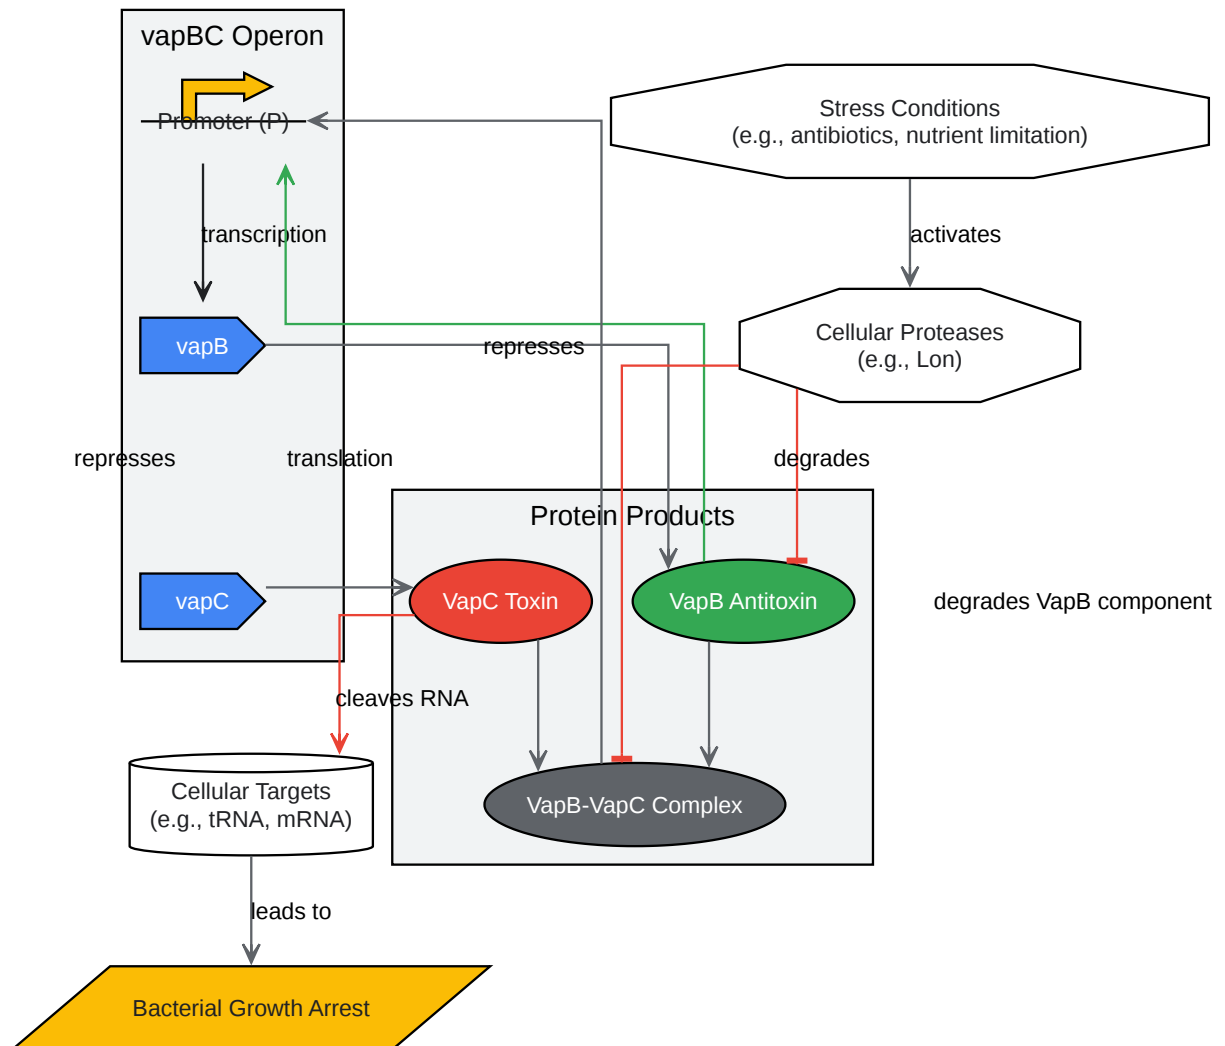 vapBC Operon
Promoter (P)
Stress Conditions
(e.g., antibiotics, nutrient limitation)
transcription
activates
vapB
represses
Cellular Proteases
(e.g., Lon)
represses
translation
degrades
Protein Products
vapC
VapC Toxin
VapB Antitoxin
degrades VapB component
cleaves RNA
Cellular Targets
(e.g., tRNA, mRNA)
VapB-VapC Complex
leads to
Bacterial Growth Arrest